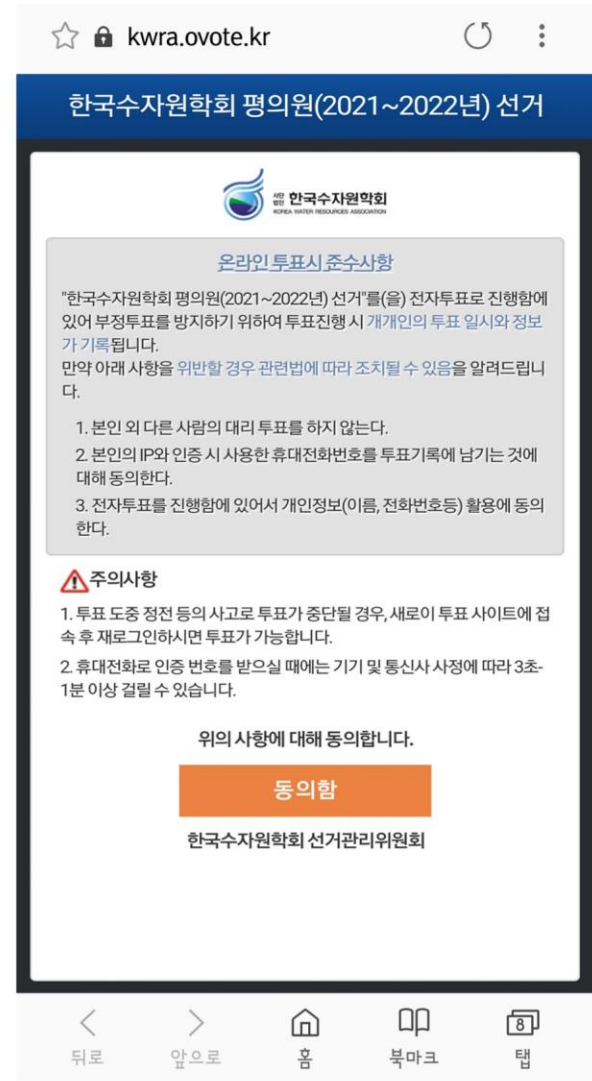 kwra.ovote.kr
한국수자원학회 평의원(2021~2022년) 선거
사단
법인 한국수자원학회
KOREA WATER RESOURCES ASSOCIATION
온라인 투표시 준수사항
"한국수자원학회 평의원(2021~2022년) 선거"를(을) 전자투표로 진행함에
있어 부정투표를 방지하기 위하여 투표진행 시 개개인의 투표 일시와 정보
가 기록됩니다.
만약 아래 사항을 위반할 경우 관련법에 따라 조치될 수 있음을 알려드립니
다.
1. 본인 외 다른 사람의 대리 투표를 하지 않는다.
2. 본인의 IP와 인증 시 사용한 휴대전화번호를 투표기록에 남기는 것에
대해 동의한다.
3. 전자투표를 진행함에 있어서 개인정보(이름, 전화번호등) 활용에 동의
한다.
주의사항
1. 투표 도중 정전 등의 사고로 투표가 중단될 경우, 새로이 투표 사이트에 접
속 후 재로그인하시면 투표가 가능합니다.
2. 휴대전화로 인증 번호를 받으실 때에는 기기 및 통신사 사정에 따라 3초-
1분 이상 걸릴 수 있습니다.
위의 사항에 대해 동의합니다.
동의함
한국수자원학회 선거관리위원회
8
뒤로 앞으로 홈 북마크 탭